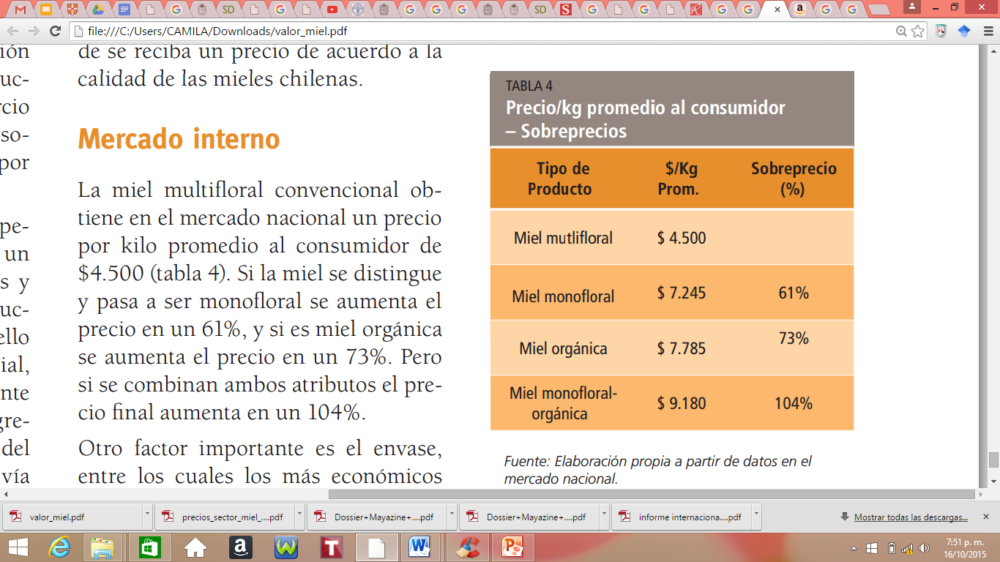 file:///C:/Users/CAMILA/Downloads/valor_miel.pdf
ión
uc-
rcio
so-
por
pe-
un
s y
uc-
ello
ial,
nte
gre-
del
vía
de se reciba un precio de acuerdo a la
calidad de las mieles chilenas.
Mercado interno
La miel multifloral convencional ob-
tiene en el mercado nacional un precio
por kilo promedio al consumidor de
$4.500 (tabla 4). Si la miel se distingue
y pasa a ser monofloral se aumenta el
precio en un 61%, y si es miel orgánica
se aumenta el precio en un 73%. Pero
si se combinan ambos atributos el pre-
cio final aumenta en un 104%.
Otro factor importante es el envase,
entre los cuales los más económicos
TABLA 4
Precio/kg promedio al consumidor
– Sobreprecios
Tipo de Producto $/Kg Prom. Sobreprecio (%)
Miel mutlifloral $ 4.500
Miel monofloral $ 7.245 61%
Miel orgánica $ 7.785 73%
Miel monofloral-
orgánica $ 9.180 104%
Fuente: Elaboración propia a partir de datos en el
mercado nacional.
valor_miel.pdf precios_sector_miel_....pdf Dossier+Mayazine+....pdf Dossier+Mayazine+....pdf informe internaciona....pdf Mostrar todas las descargas...
7:51 p. m.
16/10/2015